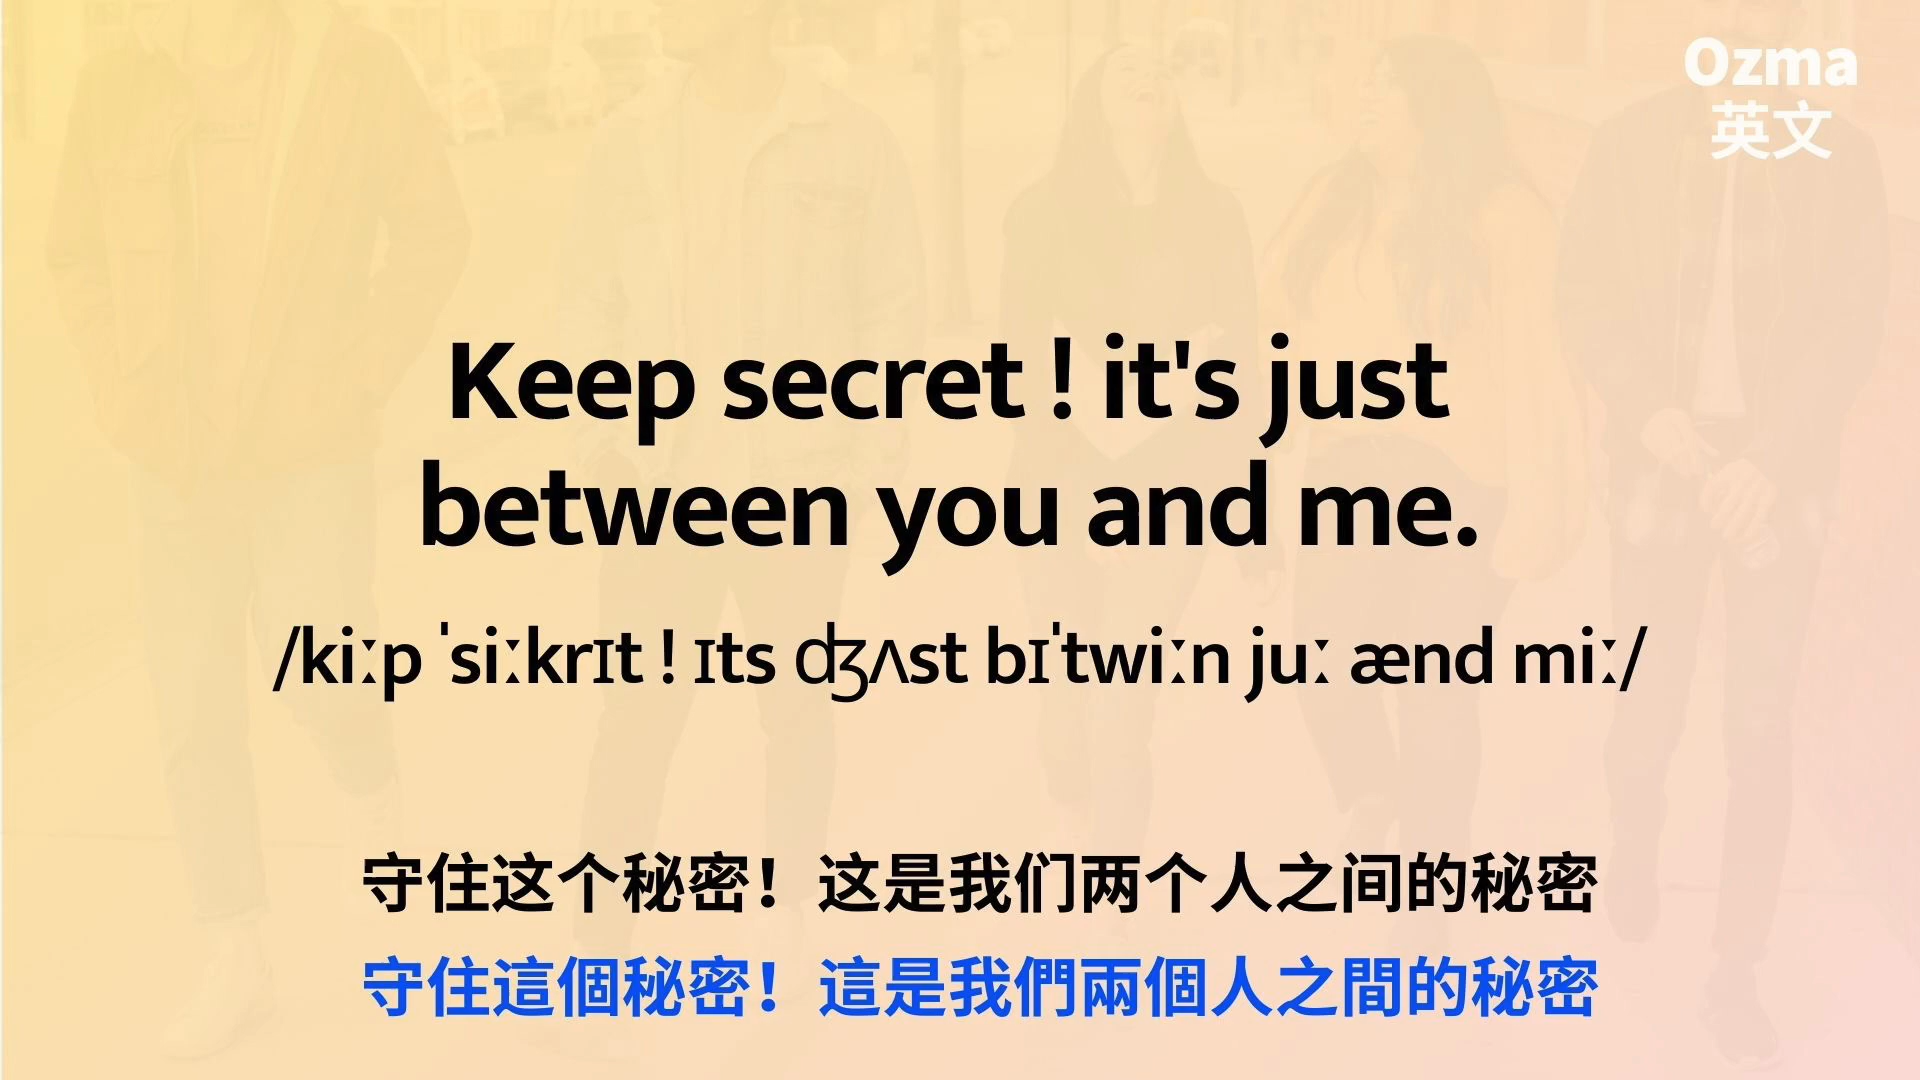 Ozma
英文
Keep secret ! it's just
between you and me.
/kiːp ˈsiːkrɪt ! ɪts ʤʌst bɪˈtwiːn juː ænd miː/
守住这个秘密！这是我们两个人之间的秘密
守住這個秘密！這是我們兩個人之間的秘密